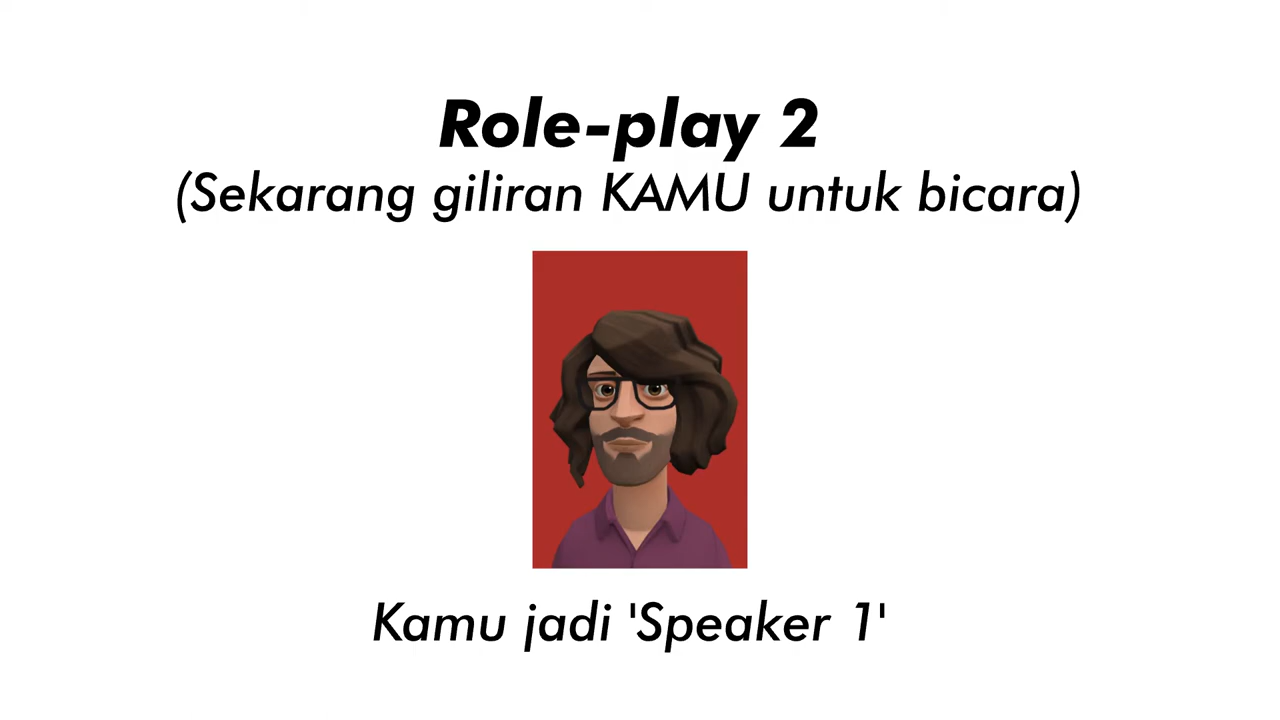 Role-play 2
(Sekarang giliran KAMU untuk bicara)
Kamu jadi 'Speaker 1'